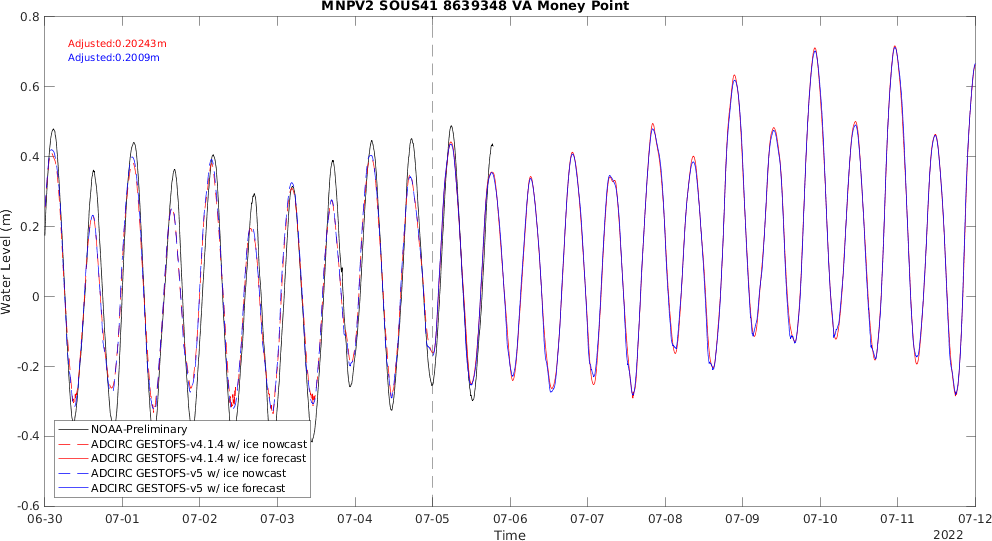 MNPV2 SOUS41 8639348 VA Money Point
Adjusted:0.20243m
Adjusted:0.2009m
Water Level (m)
0.8
0.6
0.4
0.2
0
-0.2
-0.4
-0.6
NOAA-Preliminary
ADCIRC GESTOFS-v4.1.4 w/ ice nowcast
ADCIRC GESTOFS-v4.1.4 w/ ice forecast
ADCIRC GESTOFS-v5 w/ ice nowcast
ADCIRC GESTOFS-v5 w/ ice forecast
06-30 07-01 07-02 07-03 07-04 07-05 07-06 07-07 07-08 07-09 07-10 07-11 07-12
Time
2022